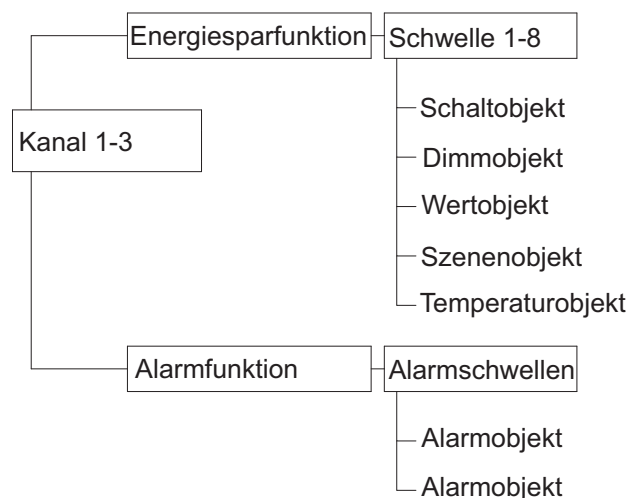 Energiesparfunktion
Schwelle 1-8
Schaltobjekt
Kanal 1-3
Dimmobjekt
Wertobjekt
Szenenobjekt
Temperaturobjekt
Alarmfunktion
Alarmschwellen
Alarmobjekt
Alarmobjekt